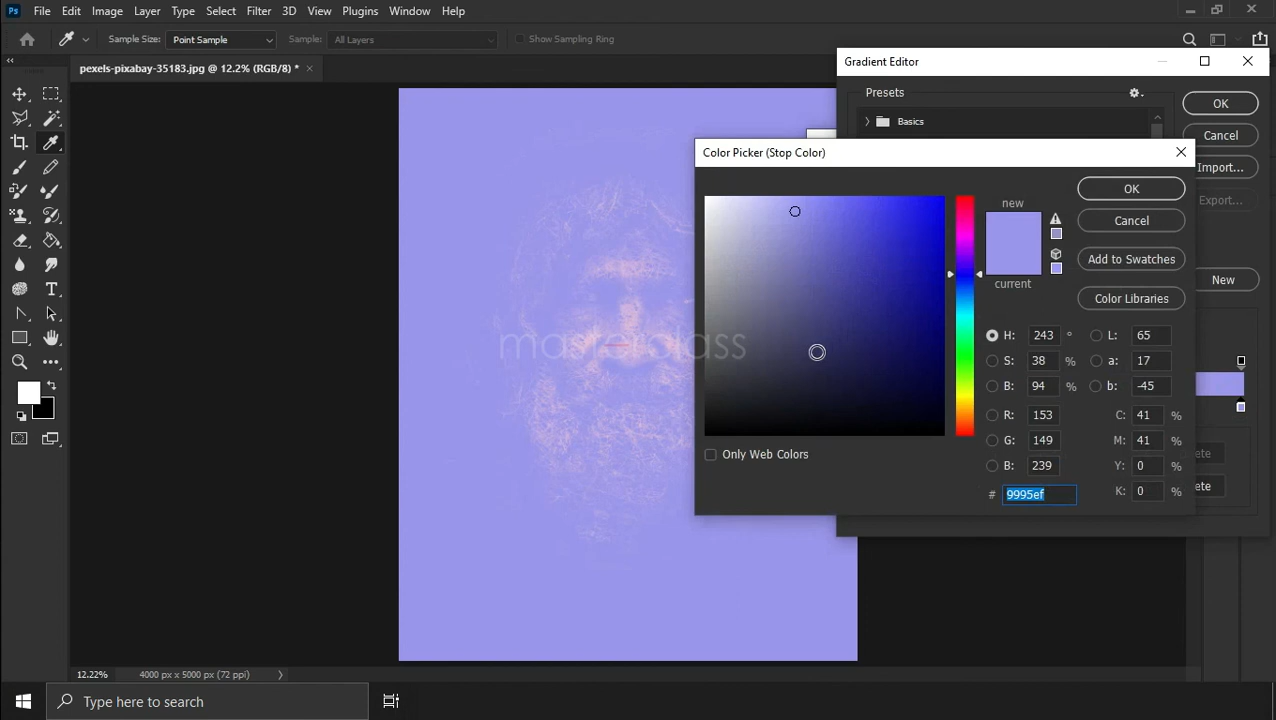 Ps File Edit Image Layer Type Select Filter 3D View Plugins Window Help
Sample Size: Point Sample Sample: All Layers Show Sampling Ring
pexels-pixabay-35183.jpg @ 12.2% (RGB/8) * ×
Gradient Editor
Presets
Basics
OK
Cancel
Import...
Export...
New
Color Picker (Stop Color)
new
current
OK
Cancel
Add to Swatches
Color Libraries
H: 243 ° L: 65
S: 38 % a: 17
B: 94 % b: -45
R: 153 C: 41 %
G: 149 M: 41 %
B: 239 Y: 0 %
# 9995ef K: 0 %
Only Web Colors
masterclass
12.22% 4000 px x 5000 px (72 ppi)
Type here to search